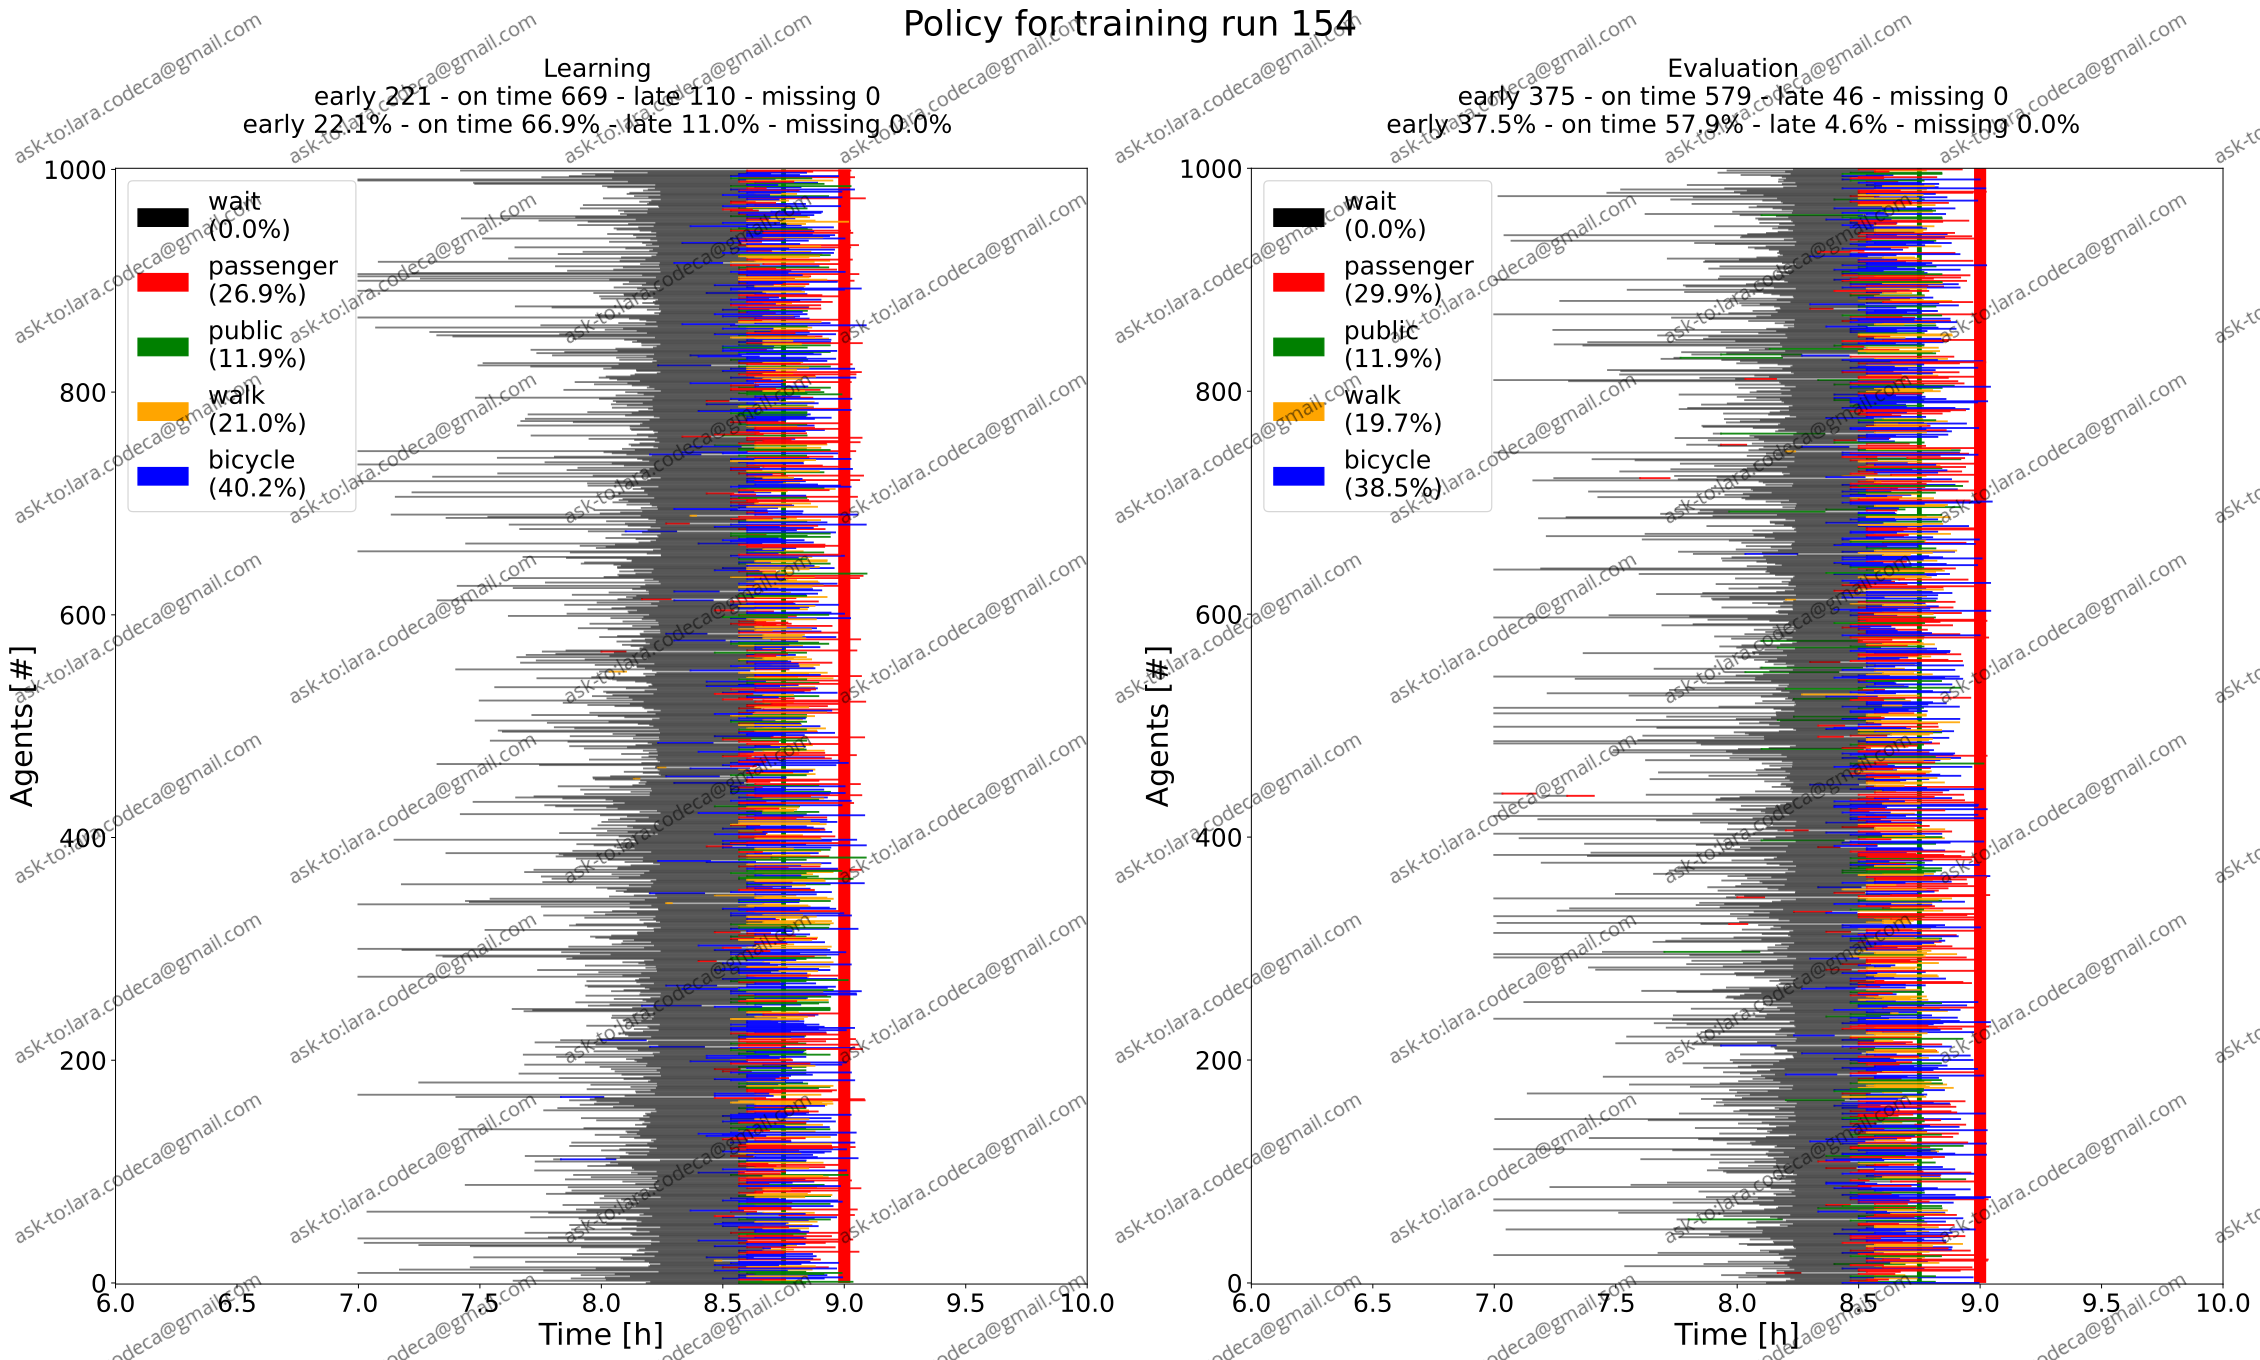 Policy for training run 154
Learning
early 221 - on time 669 - late 110 - missing 0
early 22.1% - on time 66.9% - late 11.0% - missing 0.0%
1000
800
600
400
200
0
Agents [#]
wait
(0.0%)
passenger
(26.9%)
public
(11.9%)
walk
(21.0%)
bicycle
(40.2%)
6.0 6.5 7.0 7.5 8.0 8.5 9.0 9.5 10.0
Time [h]
Evaluation
early 375 - on time 579 - late 46 - missing 0
early 37.5% - on time 57.9% - late 4.6% - missing 0.0%
1000
800
600
400
200
0
Agents [#]
wait
(0.0%)
passenger
(29.9%)
public
(11.9%)
walk
(19.7%)
bicycle
(38.5%)
6.0 6.5 7.0 7.5 8.0 8.5 9.0 9.5 10.0
Time [h]
ask-to:lara.codeca@gmail.com